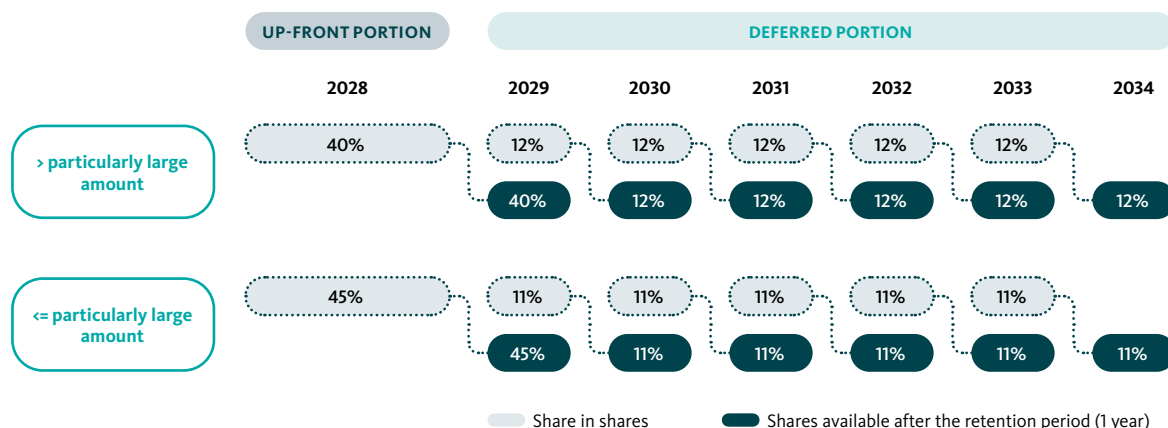 UP-FRONT PORTION DEFERRED PORTION
2028 2029 2030 2031 2032 2033 2034
> particularly large
amount
40% 12% 12% 12% 12% 12%
40% 12% 12% 12% 12% 12%
<= particularly large
amount
45% 11% 11% 11% 11% 11%
45% 11% 11% 11% 11% 11%
Share in shares Shares available after the retention period (1 year)